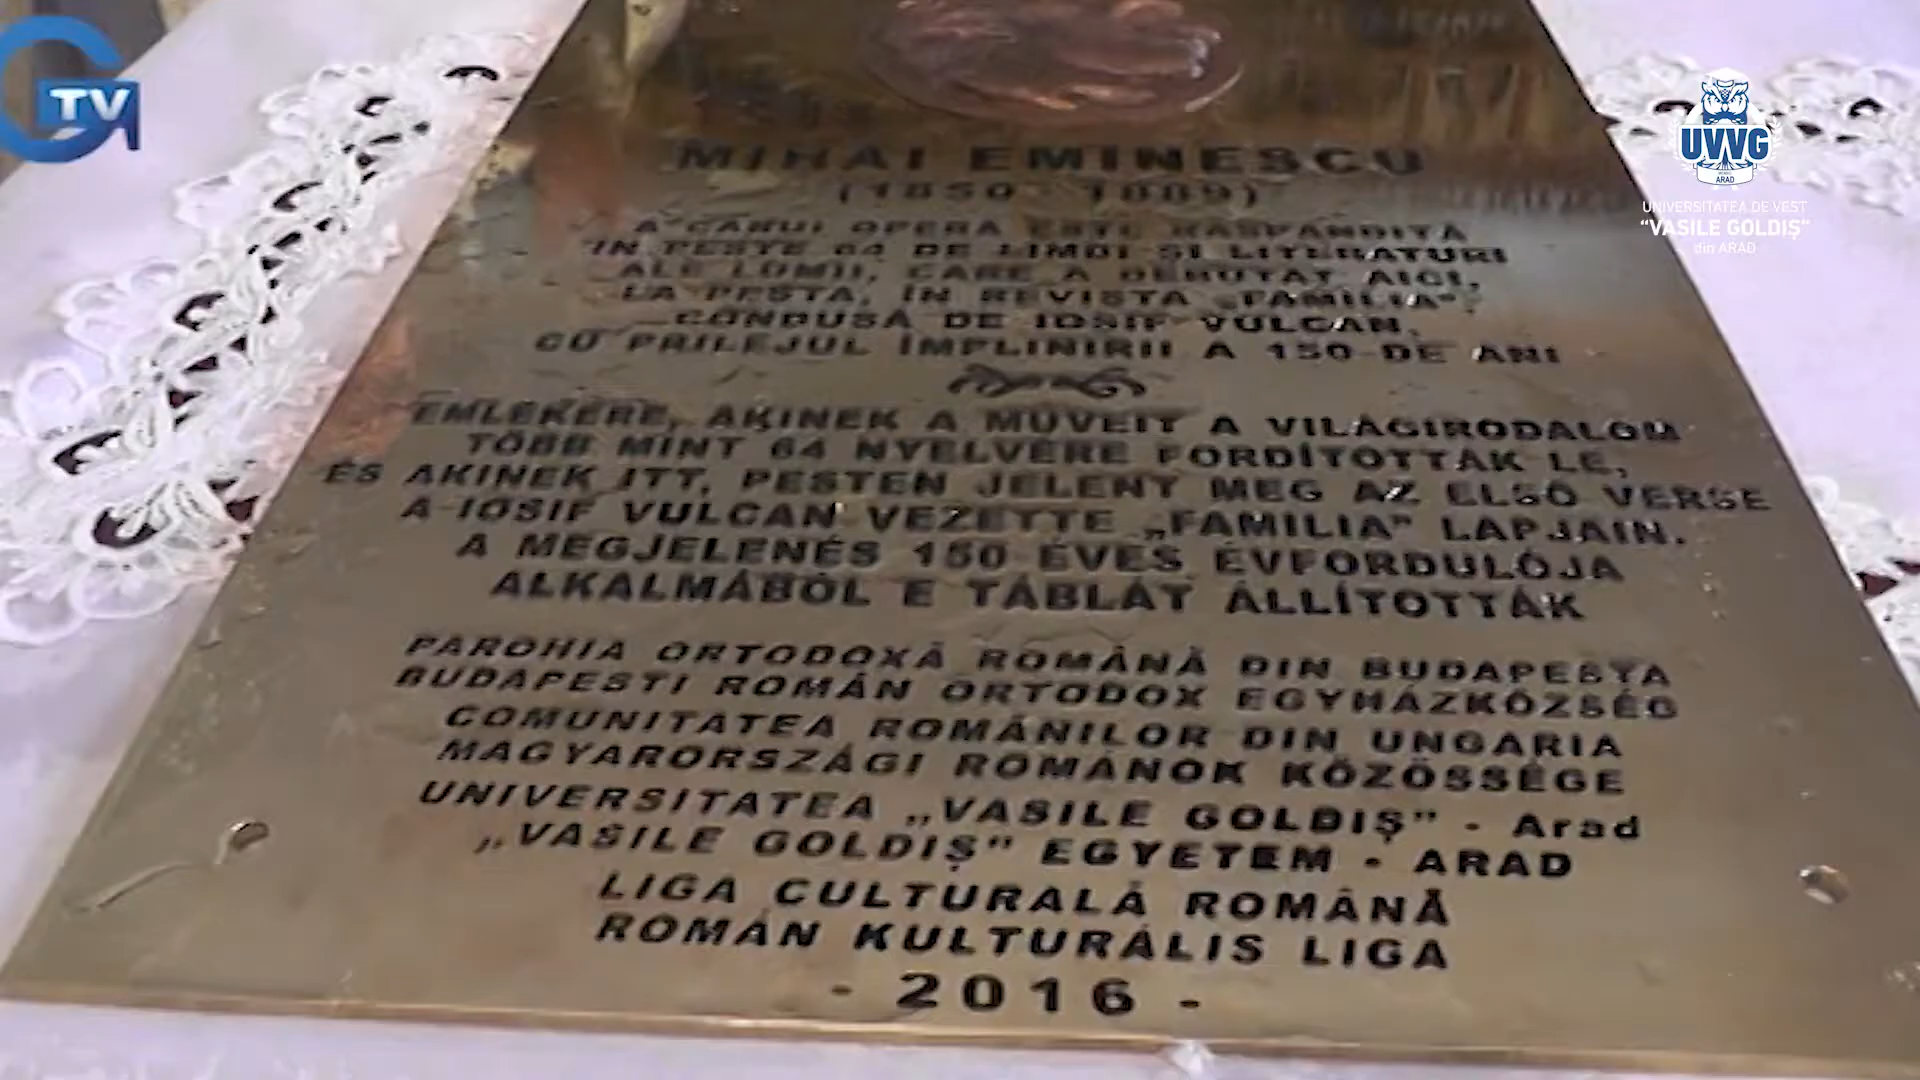 TV
UVVG
ARAD
UNIVERSITATEA DE VEST
"VASILE GOLDIȘ"
din ARAD
MIHAI EMINESCU
(1850 - 1889)
A CĂRUI OPERĂ ESTE RĂSPÂNDITĂ
ÎN PESTE 64 DE LIMBI ȘI LITERATURI
ALE LUMII, CARE A DEBUTAT AICI,
LA PESTA, ÎN REVISTA „FAMILIA”,
CONDUSĂ DE IOSIF VULCAN,
CU PRILEJUL ÎMPLINIRII A 150 DE ANI
EMLÉKÉRE, AKINEK A MŰVEIT A VILÁGIRODALOM
TÖBB MINT 64 NYELVÉRE FORDÍTOTTÁK LE,
ÉS AKINEK ITT, PESTEN JELENT MEG AZ ELSŐ VERSE
A IOSIF VULCAN VEZETTE „FAMILIA” LAPJAIN.
A MEGJELENÉS 150 ÉVES ÉVFORDULÓJA
ALKALMÁBÓL E TÁBLÁT ÁLLÍTOTTÁK
PAROHIA ORTODOXĂ ROMÂNĂ DIN BUDAPESTA
BUDAPESTI ROMÁN ORTODOX EGYHÁZKÖZSÉG
COMUNITATEA ROMÂNILOR DIN UNGARIA
MAGYARORSZÁGI ROMÁNOK KÖZÖSSÉGE
UNIVERSITATEA „VASILE GOLDIȘ” - Arad
„VASILE GOLDIȘ” EGYETEM - ARAD
LIGA CULTURALĂ ROMÂNĂ
ROMÁN KULTURÁLIS LIGA
- 2016 -